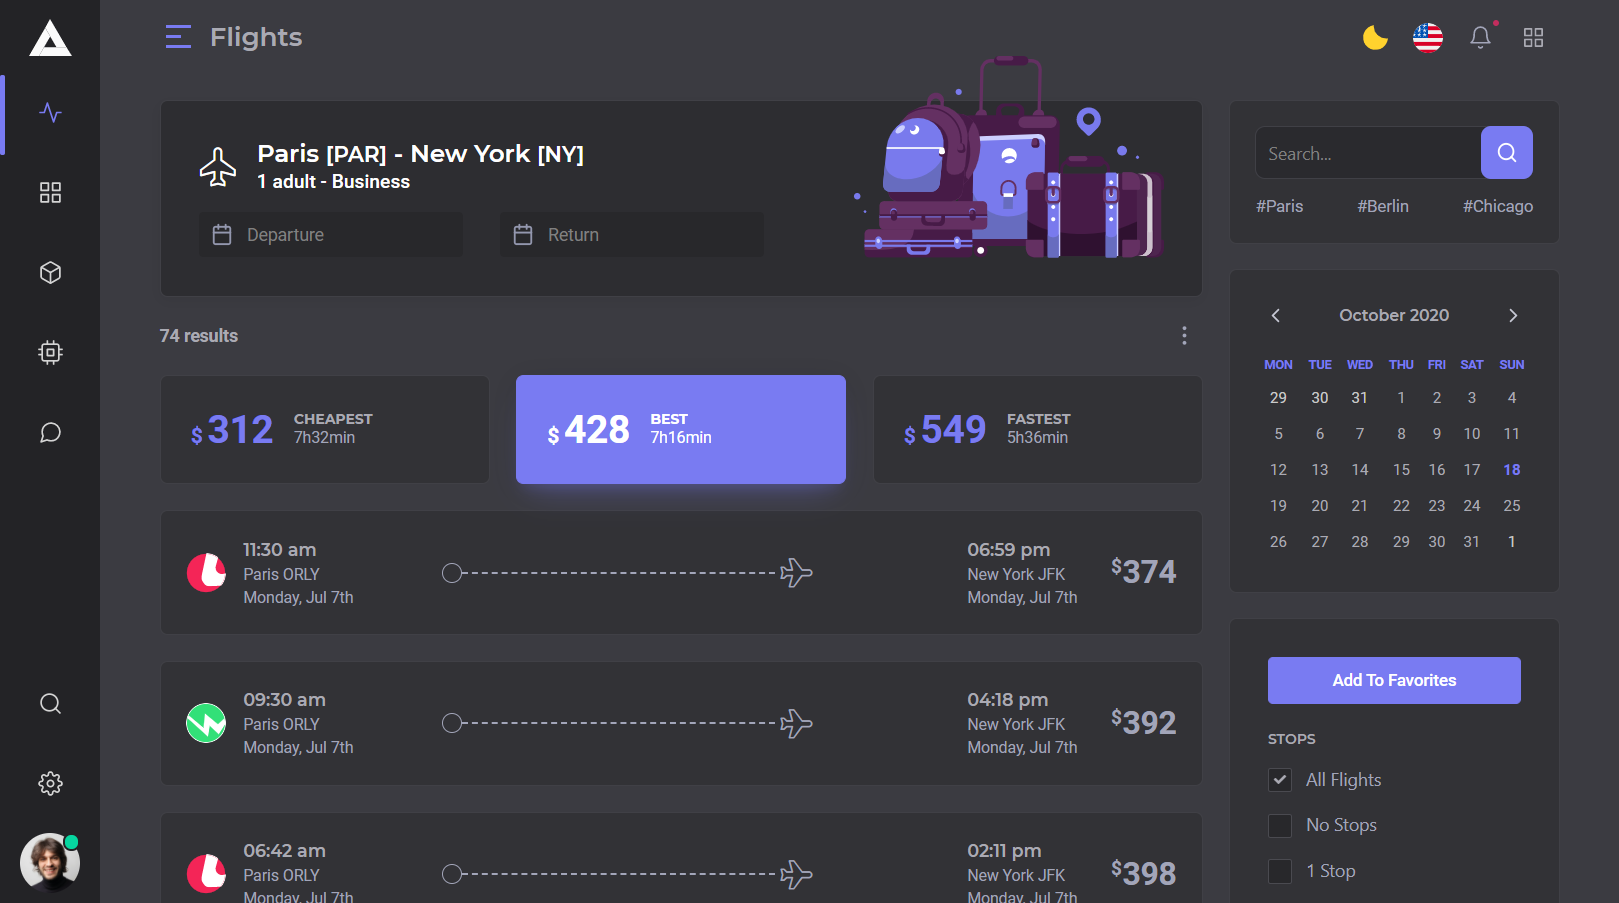 Flights
Paris [PAR] - New York [NY]
1 adult - Business
Departure
Return
74 results
$ 312
CHEAPEST
7h32min
$ 428
BEST
7h16min
$ 549
FASTEST
5h36min
11:30 am
Paris ORLY
Monday, Jul 7th
06:59 pm
New York JFK
Monday, Jul 7th
$374
09:30 am
Paris ORLY
Monday, Jul 7th
04:18 pm
New York JFK
Monday, Jul 7th
$392
06:42 am
Paris ORLY
Monday, Jul 7th
02:11 pm
New York JFK
Monday, Jul 7th
$398
Search...
#Paris #Berlin #Chicago
October 2020
MON TUE WED THU FRI SAT SUN
29 30 31 1 2 3 4
5 6 7 8 9 10 11
12 13 14 15 16 17 18
19 20 21 22 23 24 25
26 27 28 29 30 31 1
Add To Favorites
STOPS
All Flights
No Stops
1 Stop